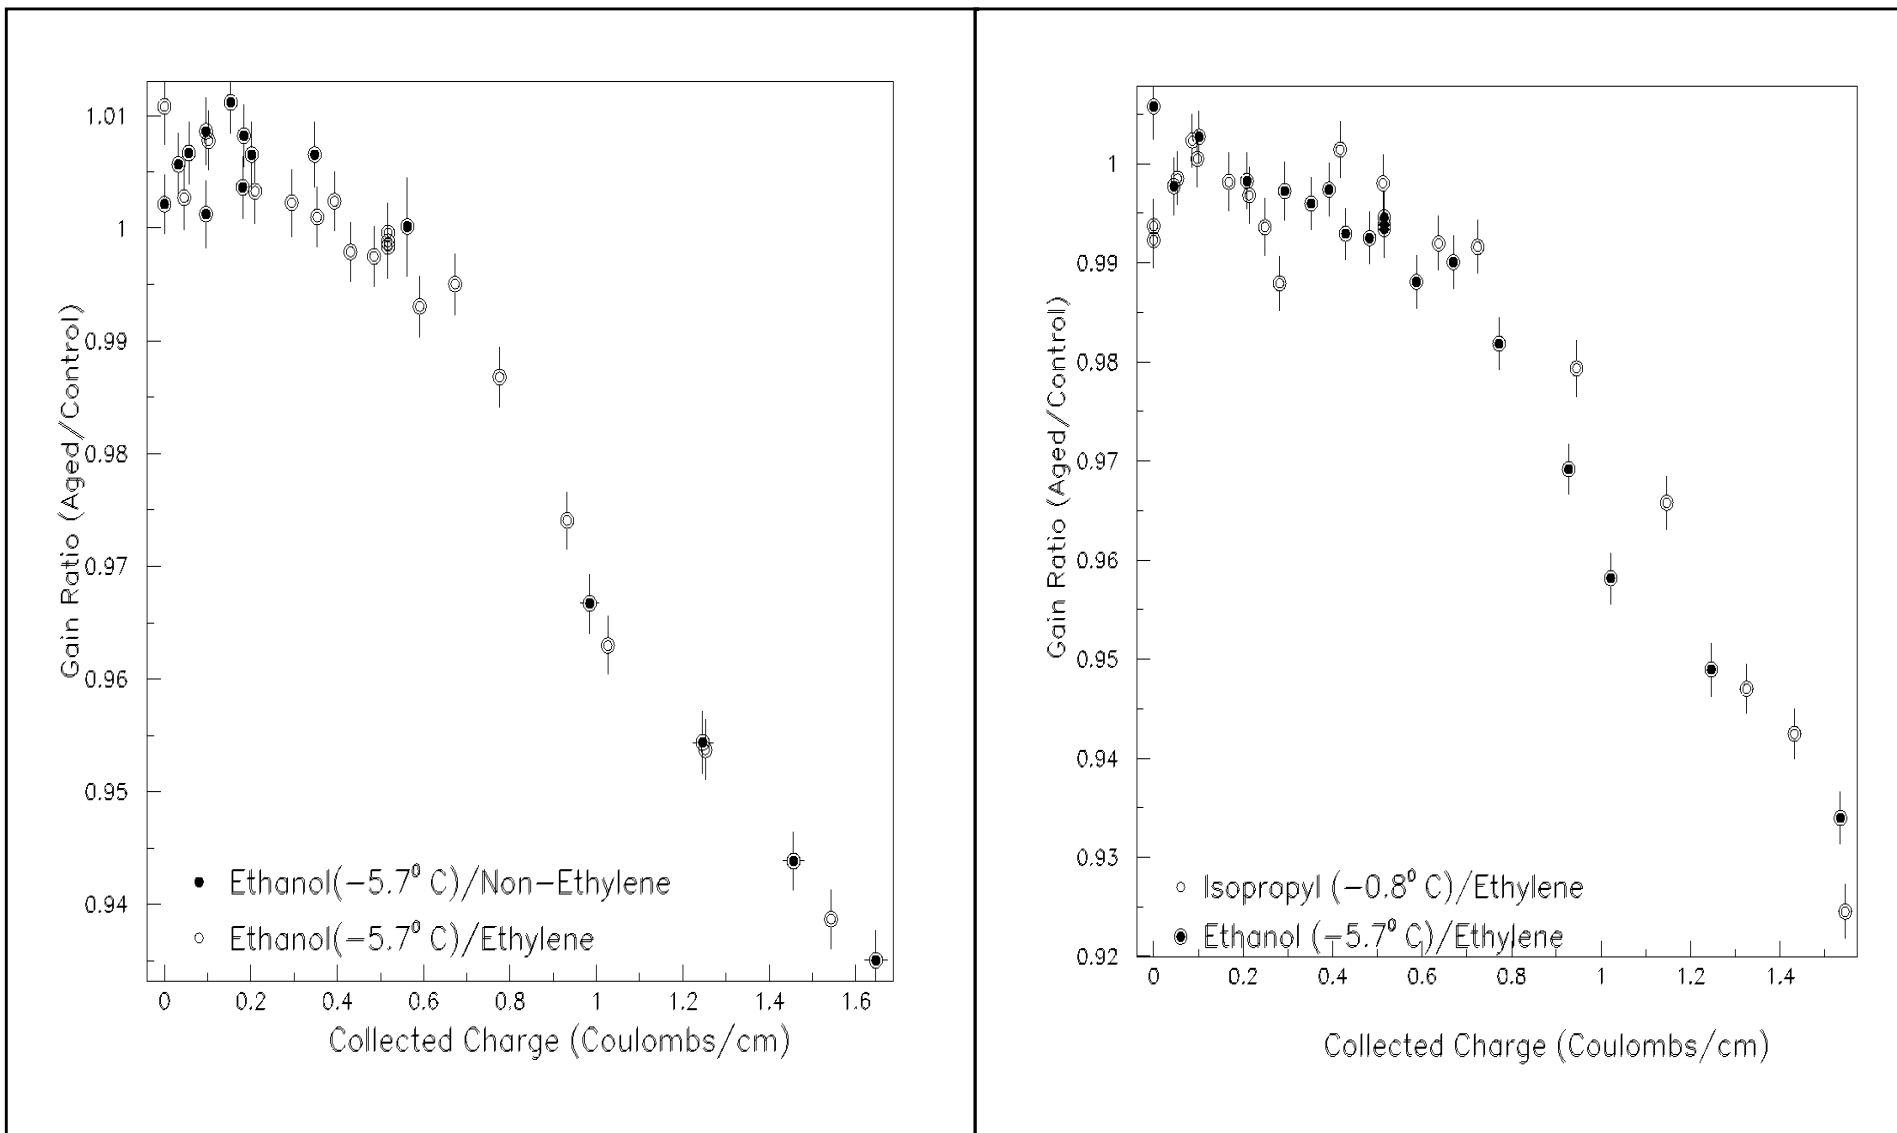 Gain Ratio (Aged/Control)
1.01
1
0.99
0.98
0.97
0.96
0.95
0.94
Ethanol(−5.7⁰ C)/Non−Ethylene
Ethanol(−5.7⁰ C)/Ethylene
0 0.2 0.4 0.6 0.8 1 1.2 1.4 1.6
Collected Charge (Coulombs/cm)
Gain Ratio (Aged/Control)
1
0.99
0.98
0.97
0.96
0.95
0.94
0.93
0.92
Isopropyl (−0.8⁰ C)/Ethylene
Ethanol (−5.7⁰ C)/Ethylene
0 0.2 0.4 0.6 0.8 1 1.2 1.4
Collected Charge (Coulombs/cm)